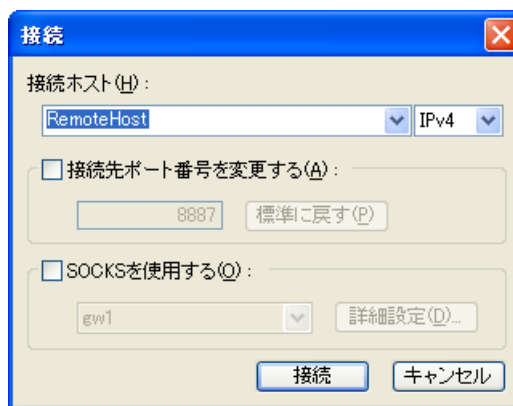 接続
接続ホスト(H):
RemoteHost IPv4
接続先ポート番号を変更する(A):
8887 標準に戻す(P)
SOCKSを使用する(O):
gw1 詳細設定(D)...
接続 キャンセル